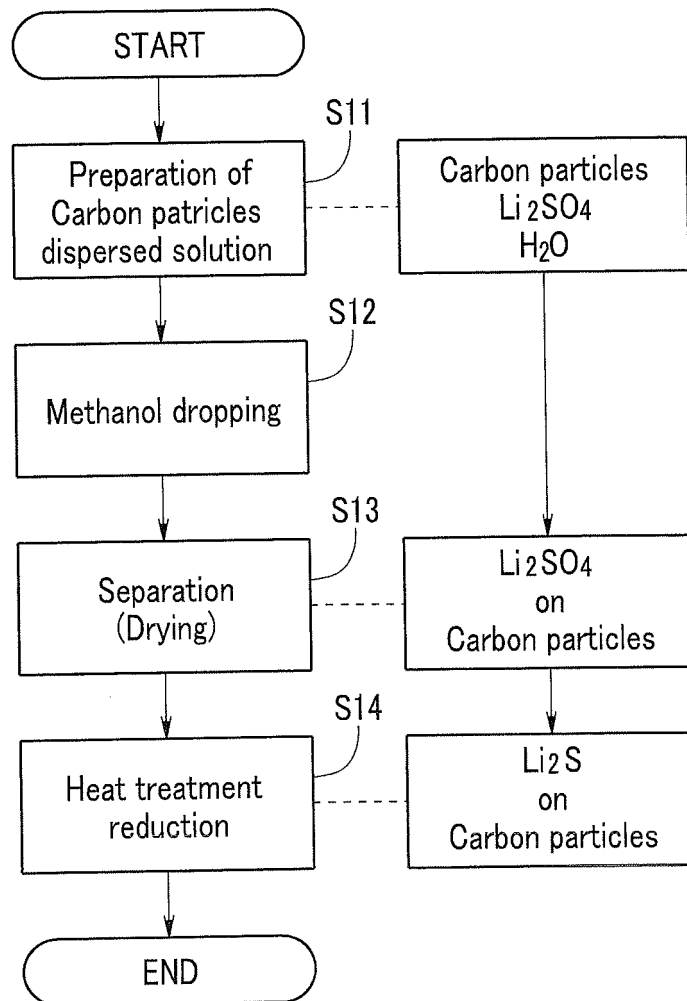 START
S11
Preparation of
Carbon patricles
dispersed solution
Carbon particles
Li2SO4
H2O
S12
Methanol dropping
S13
Separation
(Drying)
Li2SO4
on
Carbon particles
S14
Heat treatment
reduction
Li2S
on
Carbon particles
END